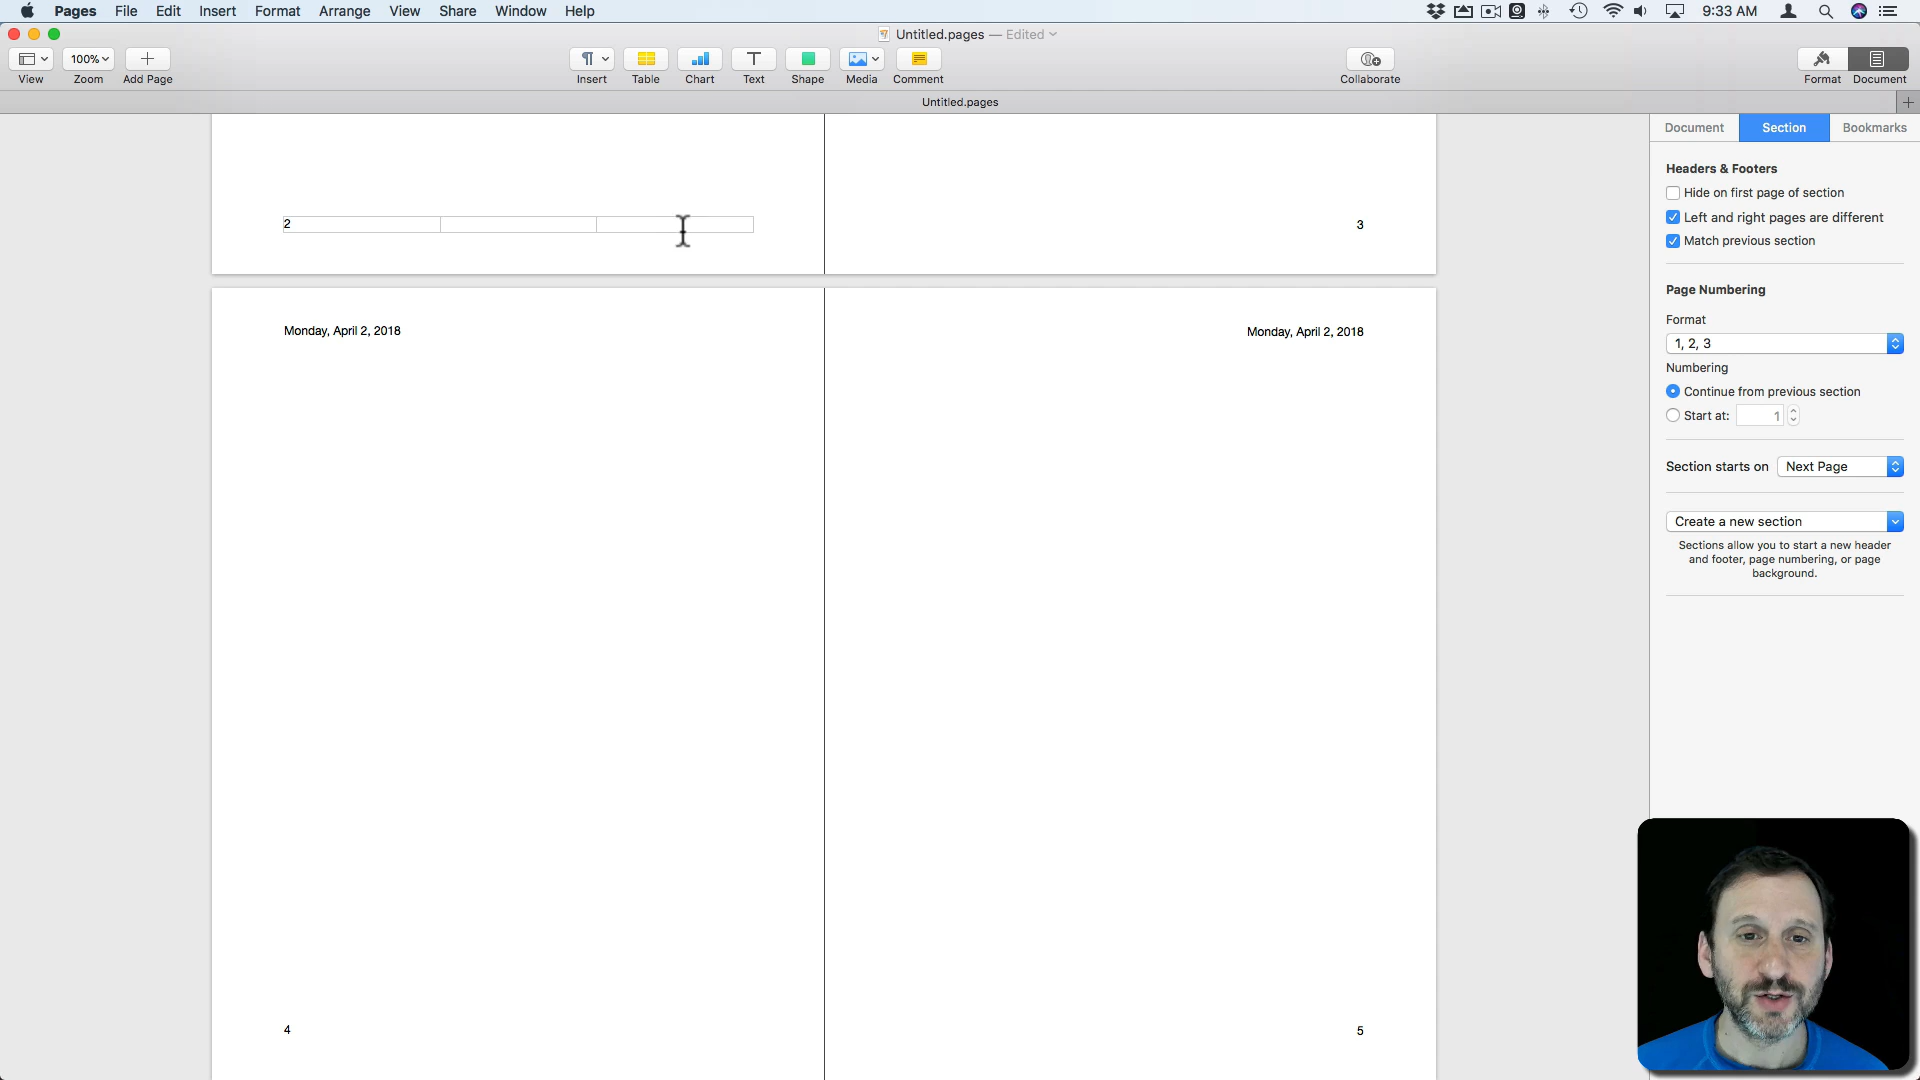 Pages File Edit Insert Format Arrange View Share Window Help 9:33 AM
Untitled.pages — Edited
100%
View Zoom Add Page Insert Table Chart Text Shape Media Comment Collaborate Format Document
Untitled.pages
Document Section Bookmarks
Headers & Footers
Hide on first page of section
Left and right pages are different
Match previous section
Page Numbering
Format
1, 2, 3
Numbering
Continue from previous section
Start at: 1
Section starts on Next Page
Create a new section
Sections allow you to start a new header
and footer, page numbering, or page
background.
2 3
Monday, April 2, 2018 Monday, April 2, 2018
4 5